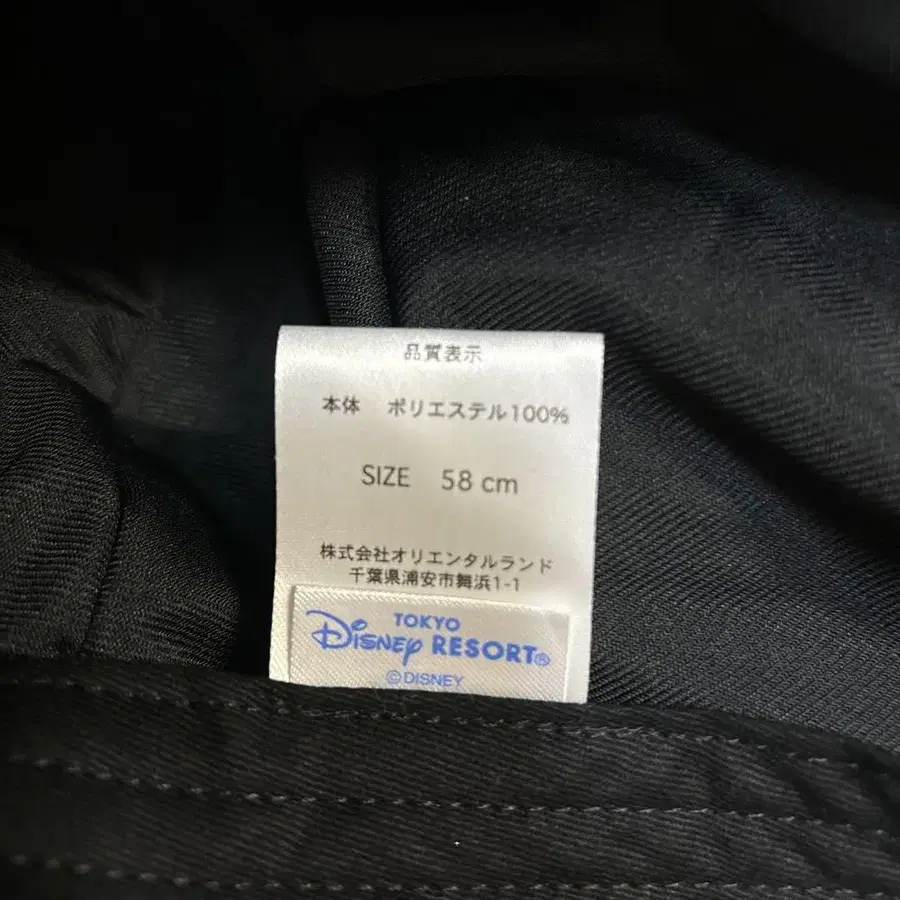 品質表示
本体 ポリエステル100%
SIZE 58 cm
株式会社オリエンタルランド
千葉県浦安市舞浜1-1
TOKYO
Disney RESORT®
©DISNEY